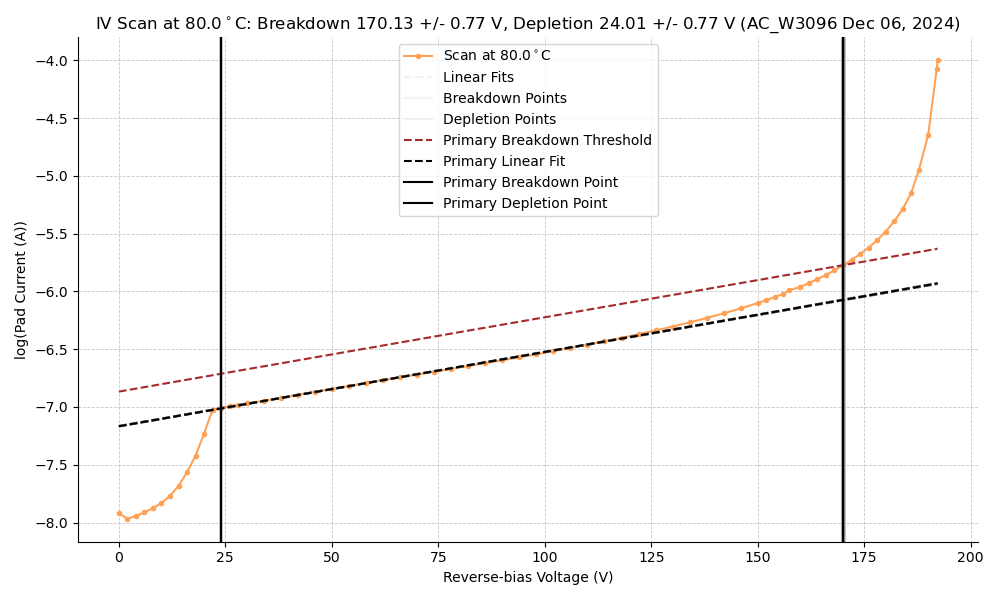 IV Scan at 80.0°C: Breakdown 170.13 +/- 0.77 V, Depletion 24.01 +/- 0.77 V (AC_W3096 Dec 06, 2024)
Scan at 80.0°C
Linear Fits
Breakdown Points
Depletion Points
Primary Breakdown Threshold
Primary Linear Fit
Primary Breakdown Point
Primary Depletion Point
log(Pad Current (A))
−4.0
−4.5
−5.0
−5.5
−6.0
−6.5
−7.0
−7.5
−8.0
0 25 50 75 100 125 150 175 200
Reverse-bias Voltage (V)